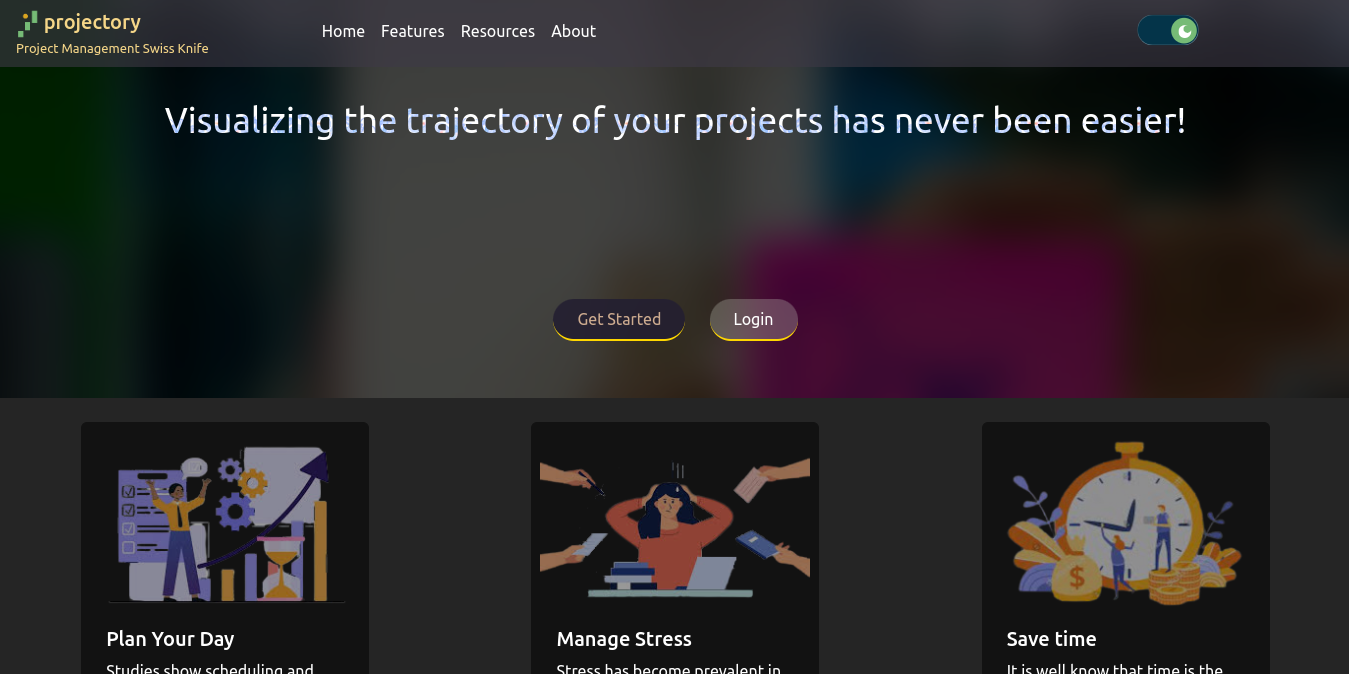 projectory
Project Management Swiss Knife
Home Features Resources About
Visualizing the trajectory of your projects has never been easier!
Get Started Login
Plan Your Day
Studies show scheduling and
Manage Stress
Stress has become prevalent in
Save time
It is well know that time is the